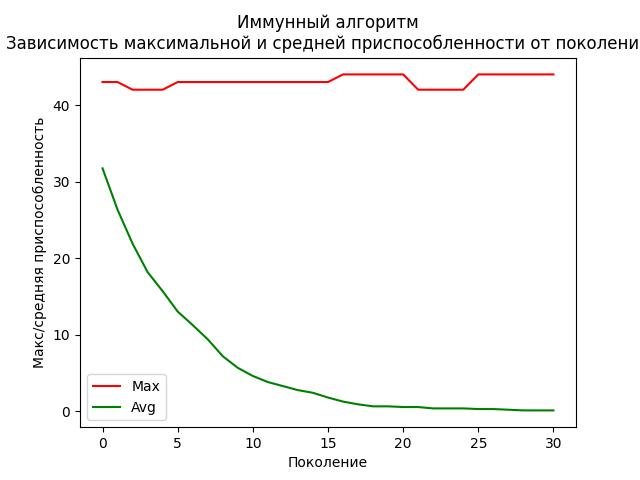 Иммунный алгоритм
Зависимость максимальной и средней приспособленности от поколени
Макс/средняя приспособленность
40
30
20
10
0
Max
Avg
0 5 10 15 20 25 30
Поколение